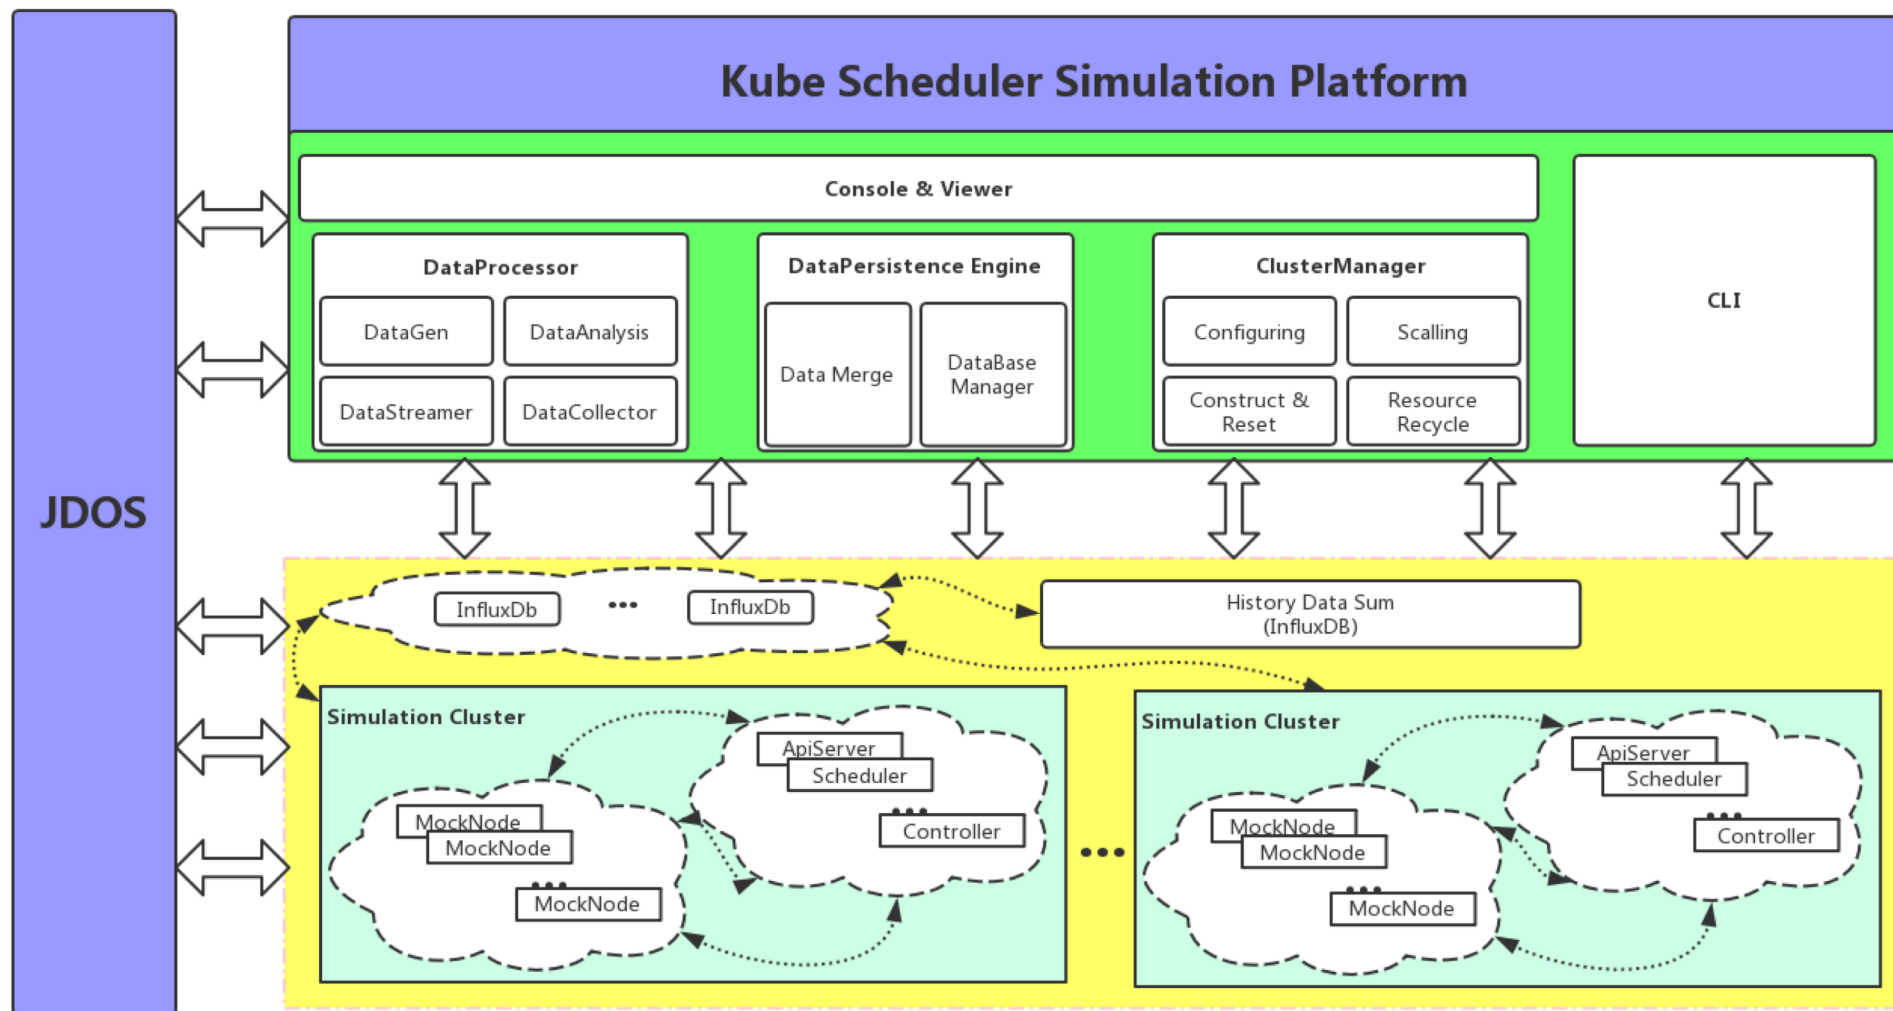 Kube Scheduler Simulation Platform
JDOS
Console & Viewer
CLI
DataProcessor
DataGen
DataAnalysis
DataStreamer
DataCollector
DataPersistence Engine
Data Merge
DataBase
Manager
ClusterManager
Configuring
Scalling
Construct &
Reset
Resource
Recycle
InfluxDb
•••
InfluxDb
History Data Sum
(InfluxDB)
Simulation Cluster
ApiServer
Scheduler
•••
Controller
MockNode
MockNode
•••
MockNode
•••
Simulation Cluster
ApiServer
Scheduler
•••
Controller
MockNode
MockNode
•••
MockNode